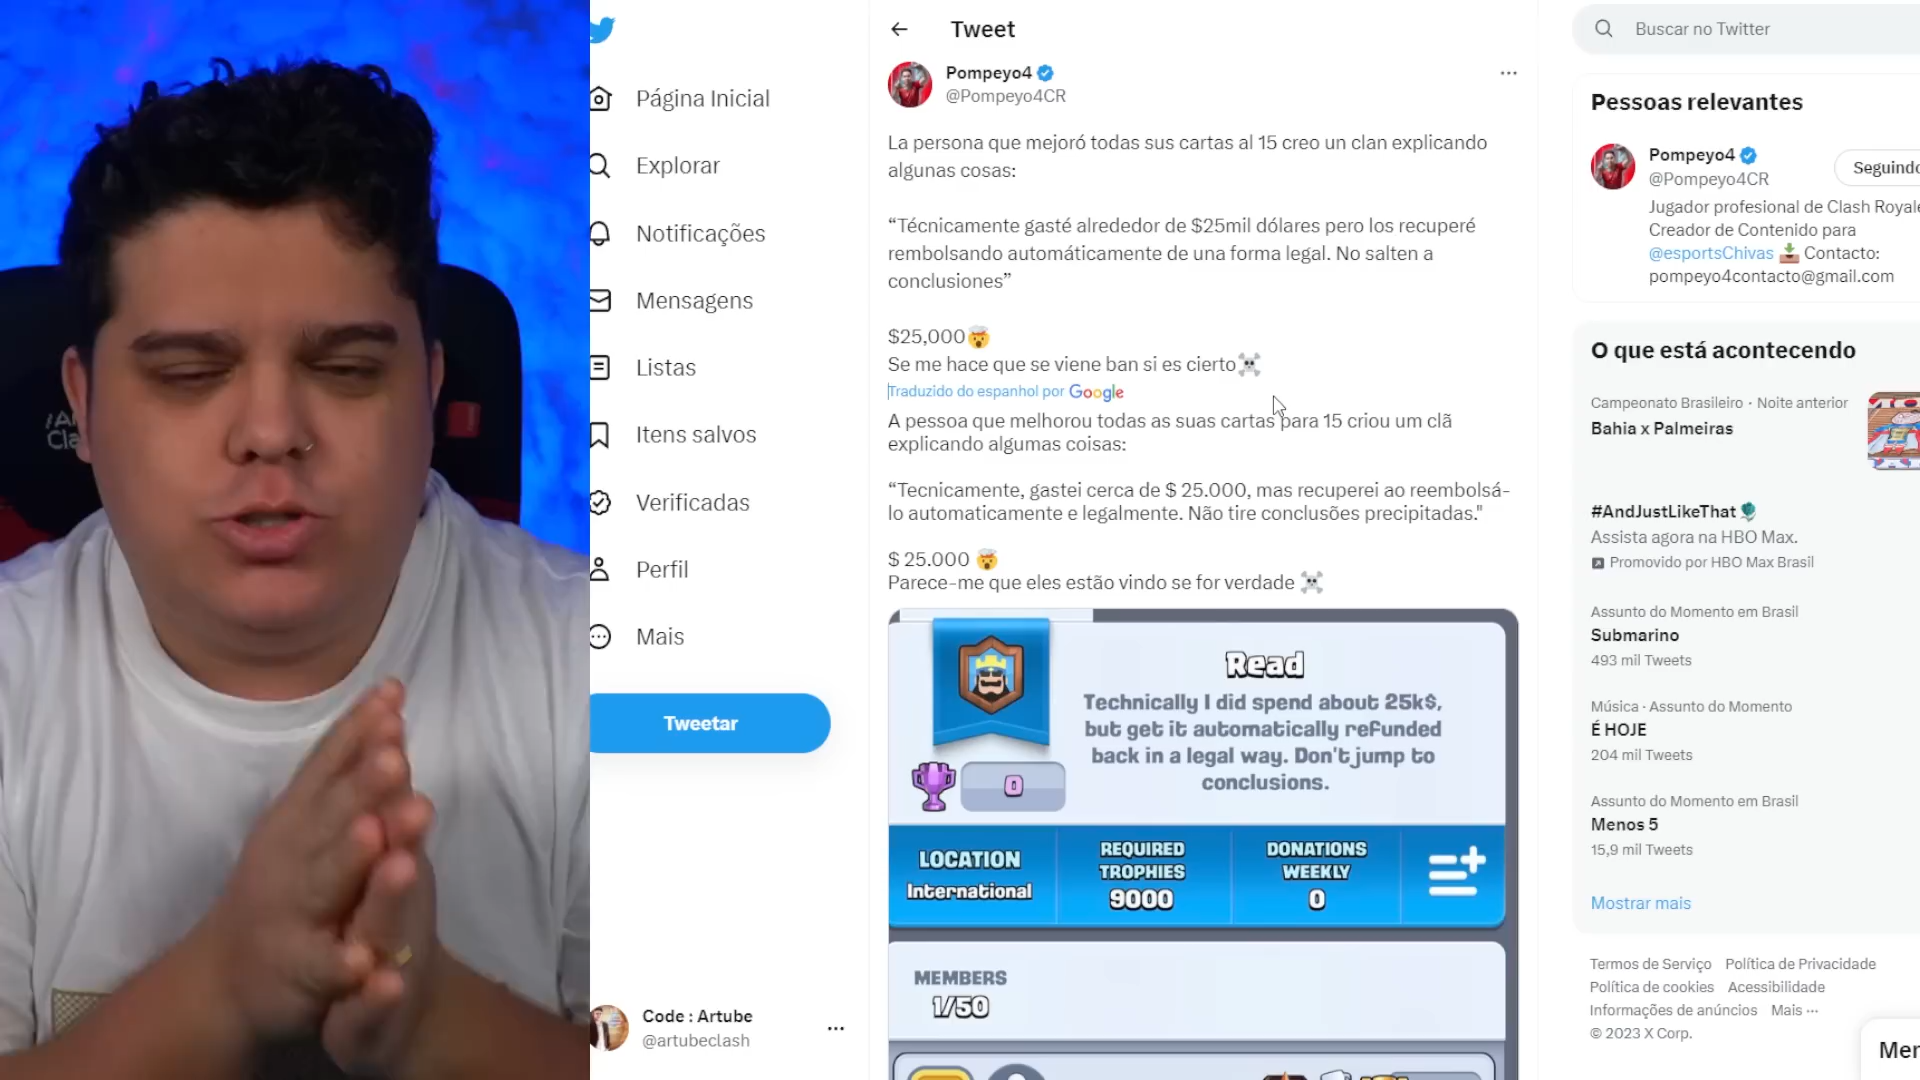 Página Inicial
Explorar
Notificações
Mensagens
Listas
Itens salvos
Verificadas
Perfil
Mais
Tweetar
Code : Artube
@artubeclash
Tweet
Pompeyo4
@Pompeyo4CR
La persona que mejoró todas sus cartas al 15 creo un clan explicando
algunas cosas:
“Técnicamente gasté alrededor de $25mil dólares pero los recuperé
rembolsando automáticamente de una forma legal. No salten a
conclusiones”
$25,000🤯
Se me hace que se viene ban si es cierto☠️
Traduzido do espanhol por Google
A pessoa que melhorou todas as suas cartas para 15 criou um clã
explicando algumas coisas:
“Tecnicamente, gastei cerca de $ 25.000, mas recuperei ao reembolsá-
lo automaticamente e legalmente. Não tire conclusões precipitadas."
$ 25.000 🤯
Parece-me que eles estão vindo se for verdade ☠️
Read
Technically I did spend about 25k$,
but get it automatically refunded
back in a legal way. Don't jump to
conclusions.
0
LOCATION
International
REQUIRED
TROPHIES
9000
DONATIONS
WEEKLY
0
MEMBERS
1/50
Buscar no Twitter
Pessoas relevantes
Pompeyo4
@Pompeyo4CR
Seguindo
Jugador profesional de Clash Royale
Creador de Contenido para
@esportsChivas 📥 Contacto:
pompeyo4contacto@gmail.com
O que está acontecendo
Campeonato Brasileiro · Noite anterior
Bahia x Palmeiras
#AndJustLikeThat
Assista agora na HBO Max.
Promovido por HBO Max Brasil
Assunto do Momento em Brasil
Submarino
493 mil Tweets
Música · Assunto do Momento
É HOJE
204 mil Tweets
Assunto do Momento em Brasil
Menos 5
15,9 mil Tweets
Mostrar mais
Termos de Serviço Política de Privacidade
Política de cookies Acessibilidade
Informações de anúncios Mais ···
© 2023 X Corp.